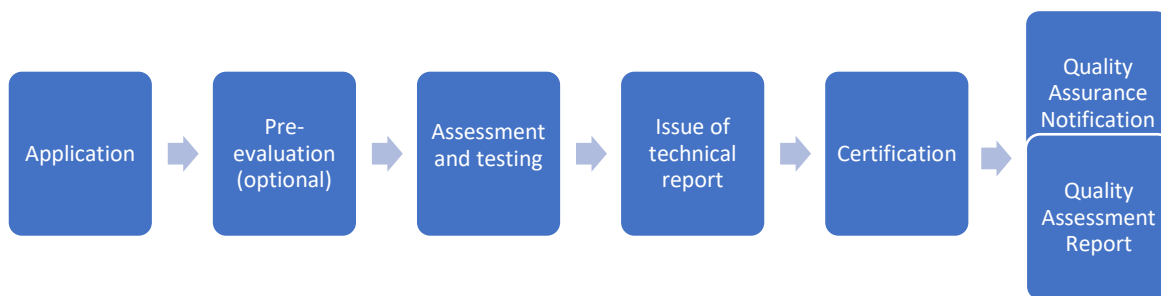 Application
Pre-
evaluation
(optional)
Assessment
and testing
Issue of
technical
report
Certification
Quality
Assurance
Notification
Quality
Assessment
Report